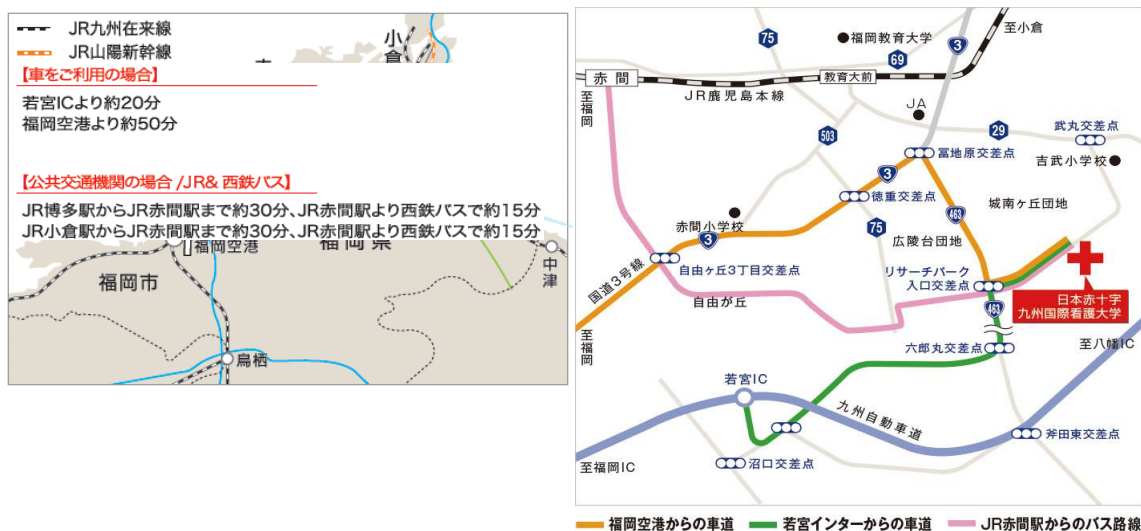 JR九州在来線
JR山陽新幹線
小倉
【車をご利用の場合】
若宮ICより約20分
福岡空港より約50分
【公共交通機関の場合 /JR& 西鉄バス】
JR博多駅からJR赤間駅まで約30分、JR赤間駅より西鉄バスで約15分
JR小倉駅からJR赤間駅まで約30分、JR赤間駅より西鉄バスで約15分
福岡空港
福岡県
中津
福岡市
鳥栖
至小倉
75
福岡教育大学
3
69
赤間
教育大前
JR鹿児島本線
至福岡
JA
503
29
武丸交差点
冨地原交差点
吉武小学校
3
徳重交差点
463
城南ヶ丘団地
赤間小学校
75
3
広陵台団地
自由ヶ丘3丁目交差点
リサーチパーク
入口交差点
国道3号線
自由が丘
日本赤十字
九州国際看護大学
463
至福岡
六郎丸交差点
至八幡IC
若宮IC
九州自動車道
斧田東交差点
至福岡IC
沼口交差点
福岡空港からの車道
若宮インターからの車道
JR赤間駅からのバス路線